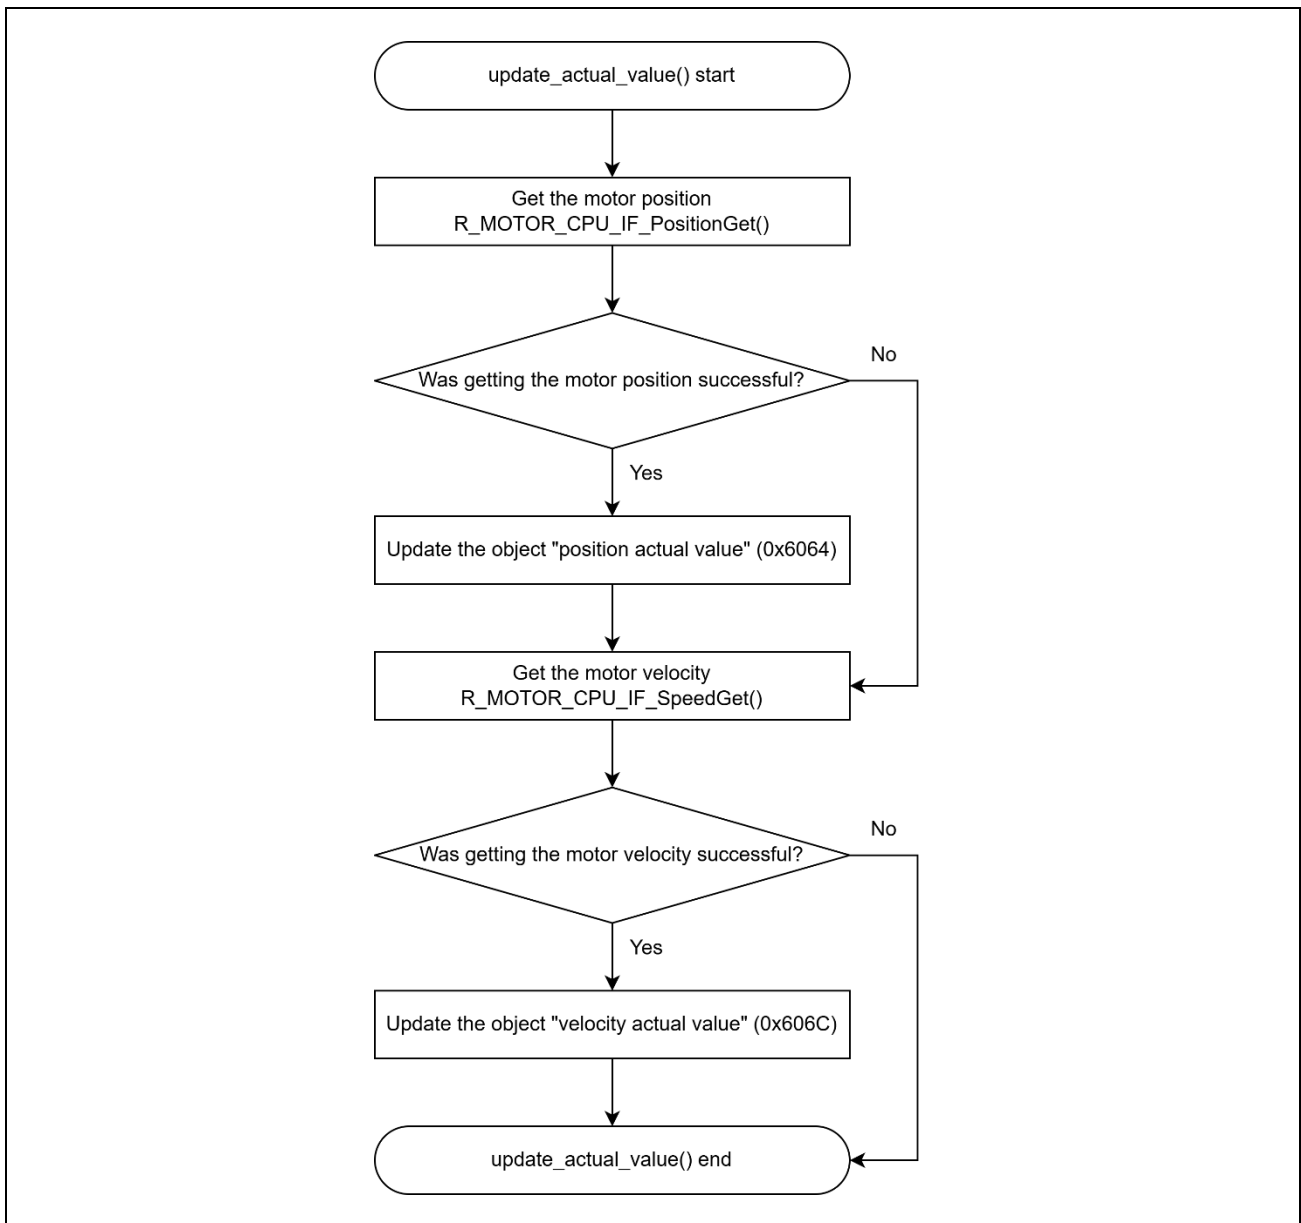 update_actual_value() start
Get the motor position
R_MOTOR_CPU_IF_PositionGet()
No
Was getting the motor position successful?
Yes
Update the object "position actual value" (0x6064)
Get the motor velocity
R_MOTOR_CPU_IF_SpeedGet()
No
Was getting the motor velocity successful?
Yes
Update the object "velocity actual value" (0x606C)
update_actual_value() end